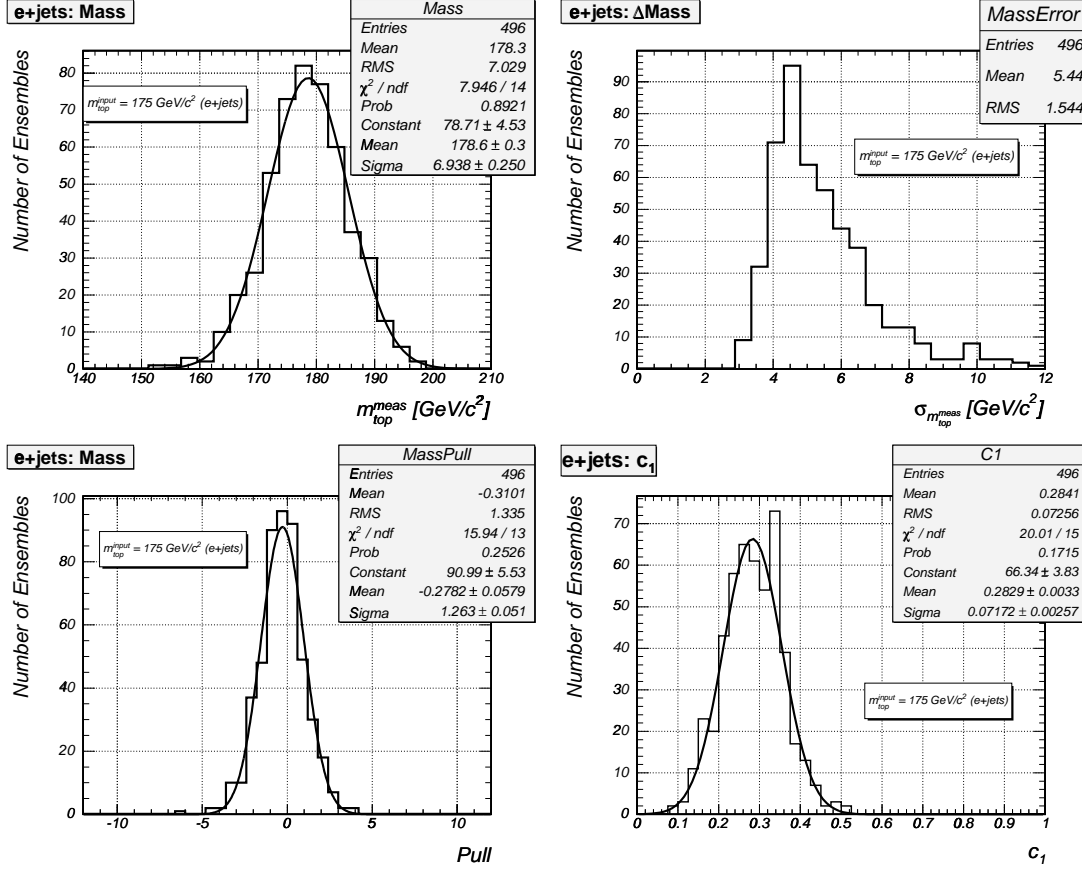 e+jets: Mass
Mass
Entries 496
Mean 178.3
RMS 7.029
χ² / ndf 7.946 / 14
Prob 0.8921
Constant 78.71 ± 4.53
Mean 178.6 ± 0.3
Sigma 6.938 ± 0.250
m_top^input = 175 GeV/c² (e+jets)
Number of Ensembles
80
70
60
50
40
30
20
10
0
140 150 160 170 180 190 200 210
m_top^meas [GeV/c²]
e+jets: ΔMass
MassError
Entries 496
Mean 5.44
RMS 1.544
m_top^input = 175 GeV/c² (e+jets)
Number of Ensembles
90
80
70
60
50
40
30
20
10
0
0 2 4 6 8 10 12
σ_m_top^meas [GeV/c²]
e+jets: Mass
MassPull
Entries 496
Mean -0.3101
RMS 1.335
χ² / ndf 15.94 / 13
Prob 0.2526
Constant 90.99 ± 5.53
Mean -0.2782 ± 0.0579
Sigma 1.263 ± 0.051
m_top^input = 175 GeV/c² (e+jets)
Number of Ensembles
100
80
60
40
20
0
-10 -5 0 5 10
Pull
e+jets: c₁
C1
Entries 496
Mean 0.2841
RMS 0.07256
χ² / ndf 20.01 / 15
Prob 0.1715
Constant 66.34 ± 3.83
Mean 0.2829 ± 0.0033
Sigma 0.07172 ± 0.00257
m_top^input = 175 GeV/c² (e+jets)
Number of Ensembles
70
60
50
40
30
20
10
0
0 0.1 0.2 0.3 0.4 0.5 0.6 0.7 0.8 0.9 1
c₁